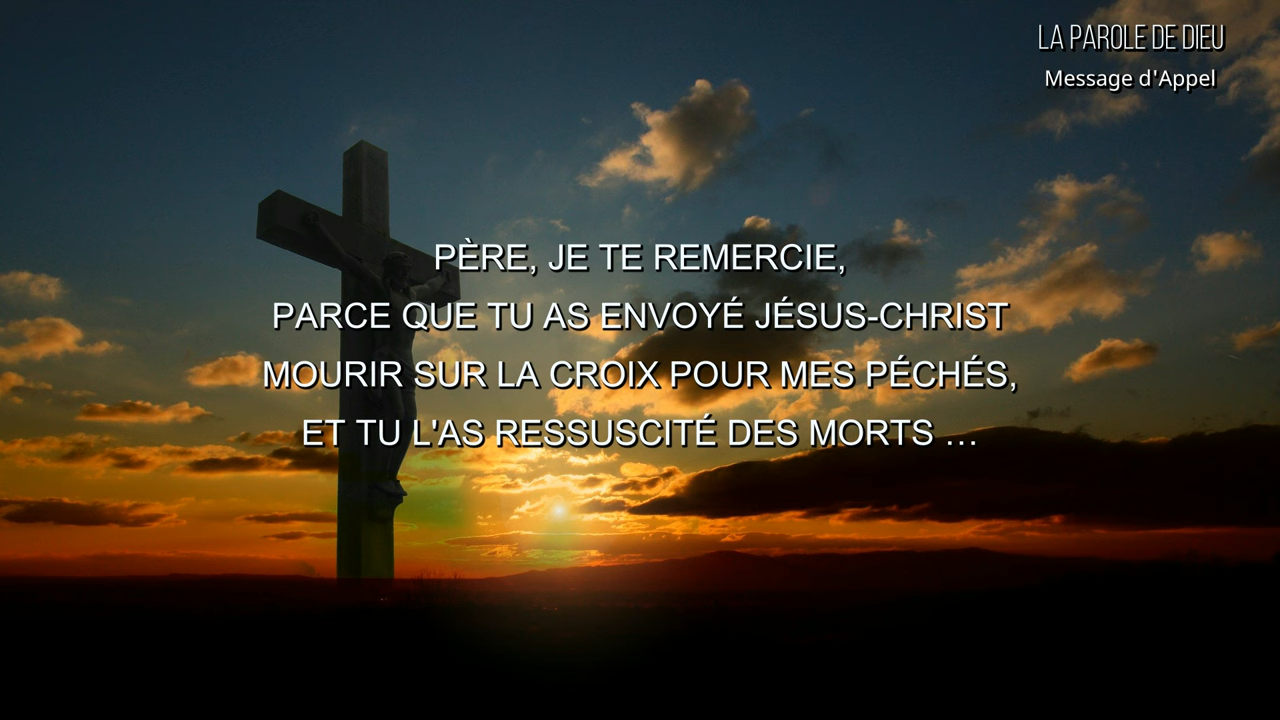 LA PAROLE DE DIEU
Message d'Appel
PÈRE, JE TE REMERCIE,
PARCE QUE TU AS ENVOYÉ JÉSUS-CHRIST
MOURIR SUR LA CROIX POUR MES PÉCHÉS,
ET TU L'AS RESSUSCITÉ DES MORTS …